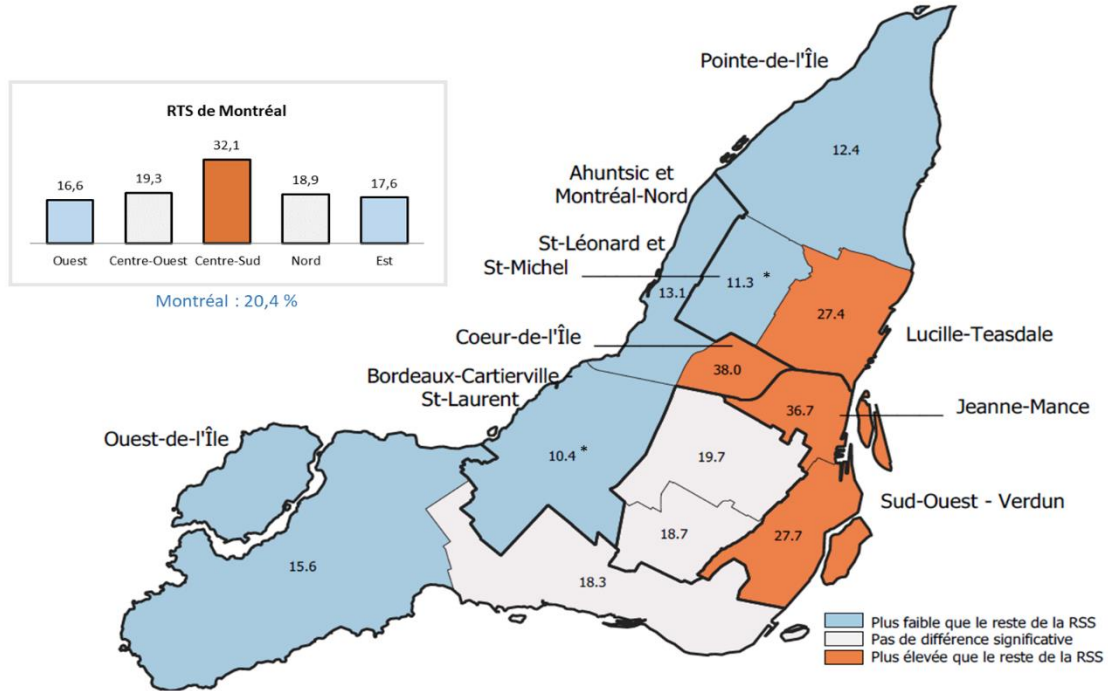 RTS de Montréal
32,1
16,6
19,3
18,9
17,6
Ouest
Centre-Ouest
Centre-Sud
Nord
Est
Montréal : 20,4 %
Pointe-de-l'Île
12.4
Ahuntsic et
Montréal-Nord
St-Léonard et
St-Michel
11.3 *
13.1
27.4
Lucille-Teasdale
Coeur-de-l'Île
38.0
Bordeaux-Cartierville -
St-Laurent
36.7
Jeanne-Mance
Ouest-de-l'Île
10.4 *
19.7
Sud-Ouest - Verdun
18.7
27.7
15.6
18.3
Plus faible que le reste de la RSS
Pas de différence significative
Plus élevée que le reste de la RSS